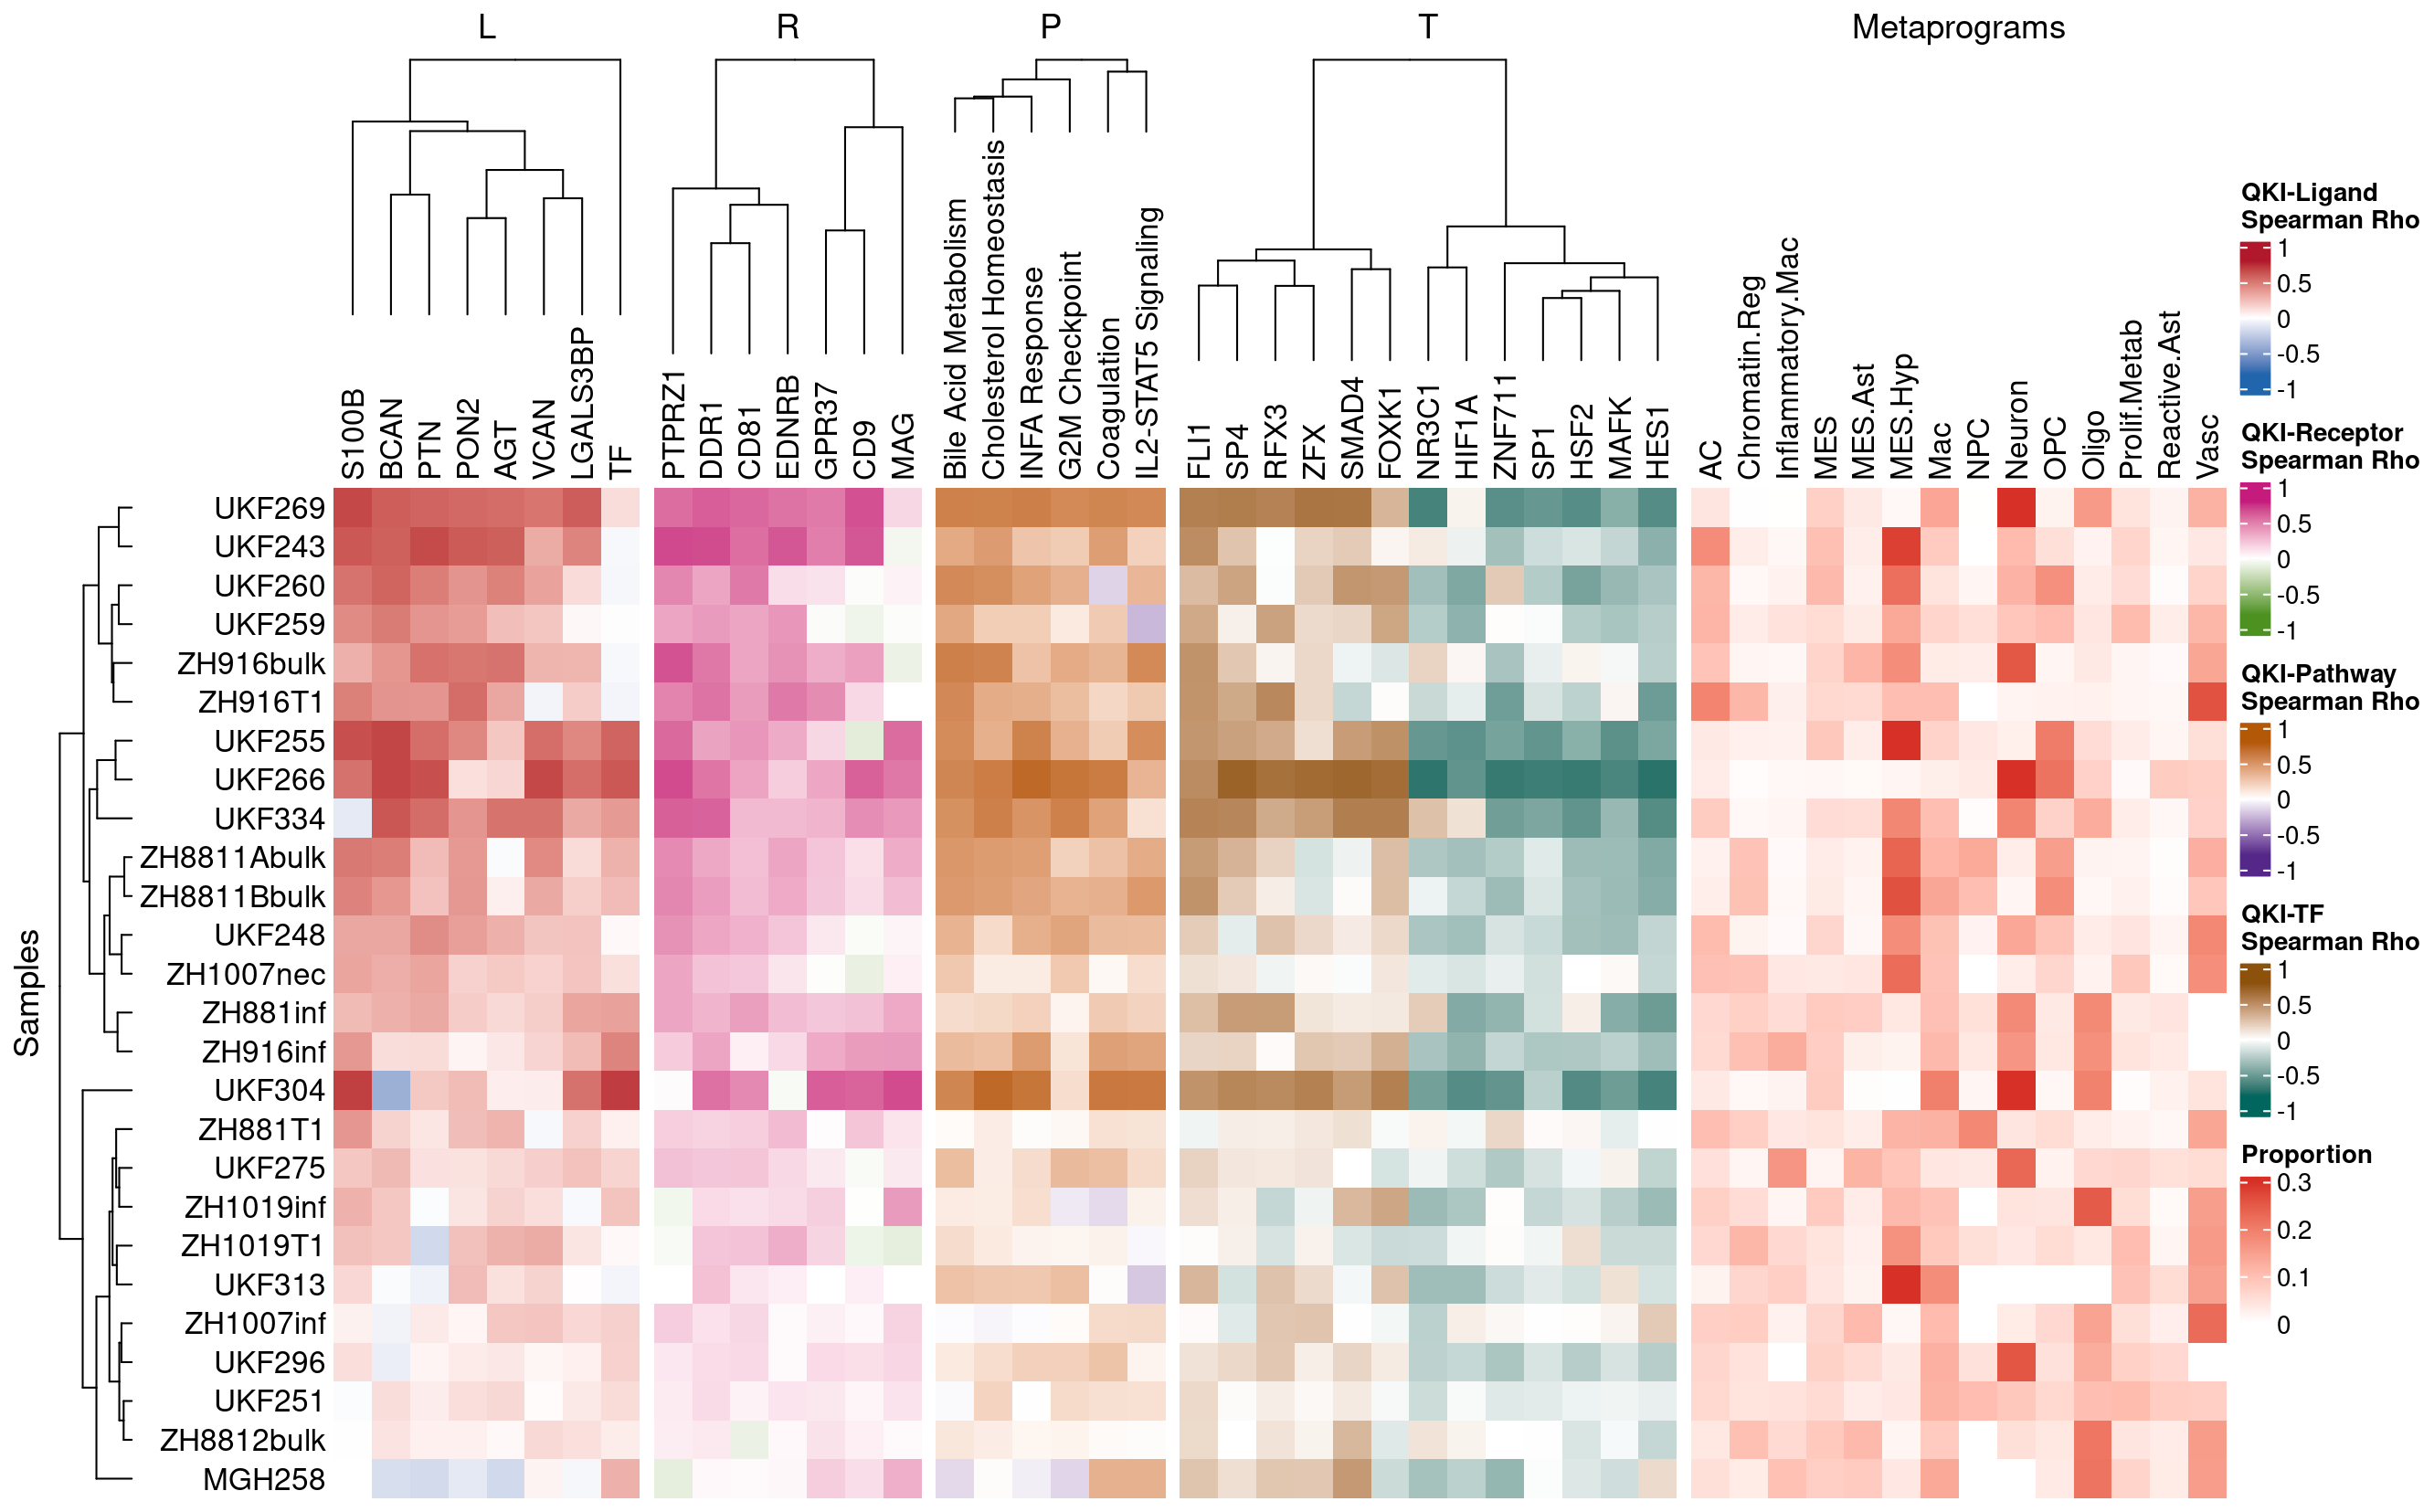 L R P T Metaprograms
S100B BCAN PTN PON2 AGT VCAN LGALS3BP TF
PTPRZ1 DDR1 CD81 EDNRB GPR37 CD9 MAG
Bile Acid Metabolism
Cholesterol Homeostasis
INFA Response
G2M Checkpoint
Coagulation
IL2-STAT5 Signaling
FLI1 SP4 RFX3 ZFX SMAD4 FOXK1 NR3C1 HIF1A ZNF711 SP1 HSF2 MAFK HES1
AC Chromatin.Reg Inflammatory.Mac MES MES.Ast MES.Hyp Mac NPC Neuron OPC Oligo Prolif.Metab Reactive.Ast Vasc
Samples
UKF269
UKF243
UKF260
UKF259
ZH916bulk
ZH916T1
UKF255
UKF266
UKF334
ZH8811Abulk
ZH8811Bbulk
UKF248
ZH1007nec
ZH881inf
ZH916inf
UKF304
ZH881T1
UKF275
ZH1019inf
ZH1019T1
UKF313
ZH1007inf
UKF296
UKF251
ZH8812bulk
MGH258
QKI-Ligand
Spearman Rho
1
0.5
0
-0.5
-1
QKI-Receptor
Spearman Rho
1
0.5
0
-0.5
-1
QKI-Pathway
Spearman Rho
1
0.5
0
-0.5
-1
QKI-TF
Spearman Rho
1
0.5
0
-0.5
-1
Proportion
0.3
0.2
0.1
0